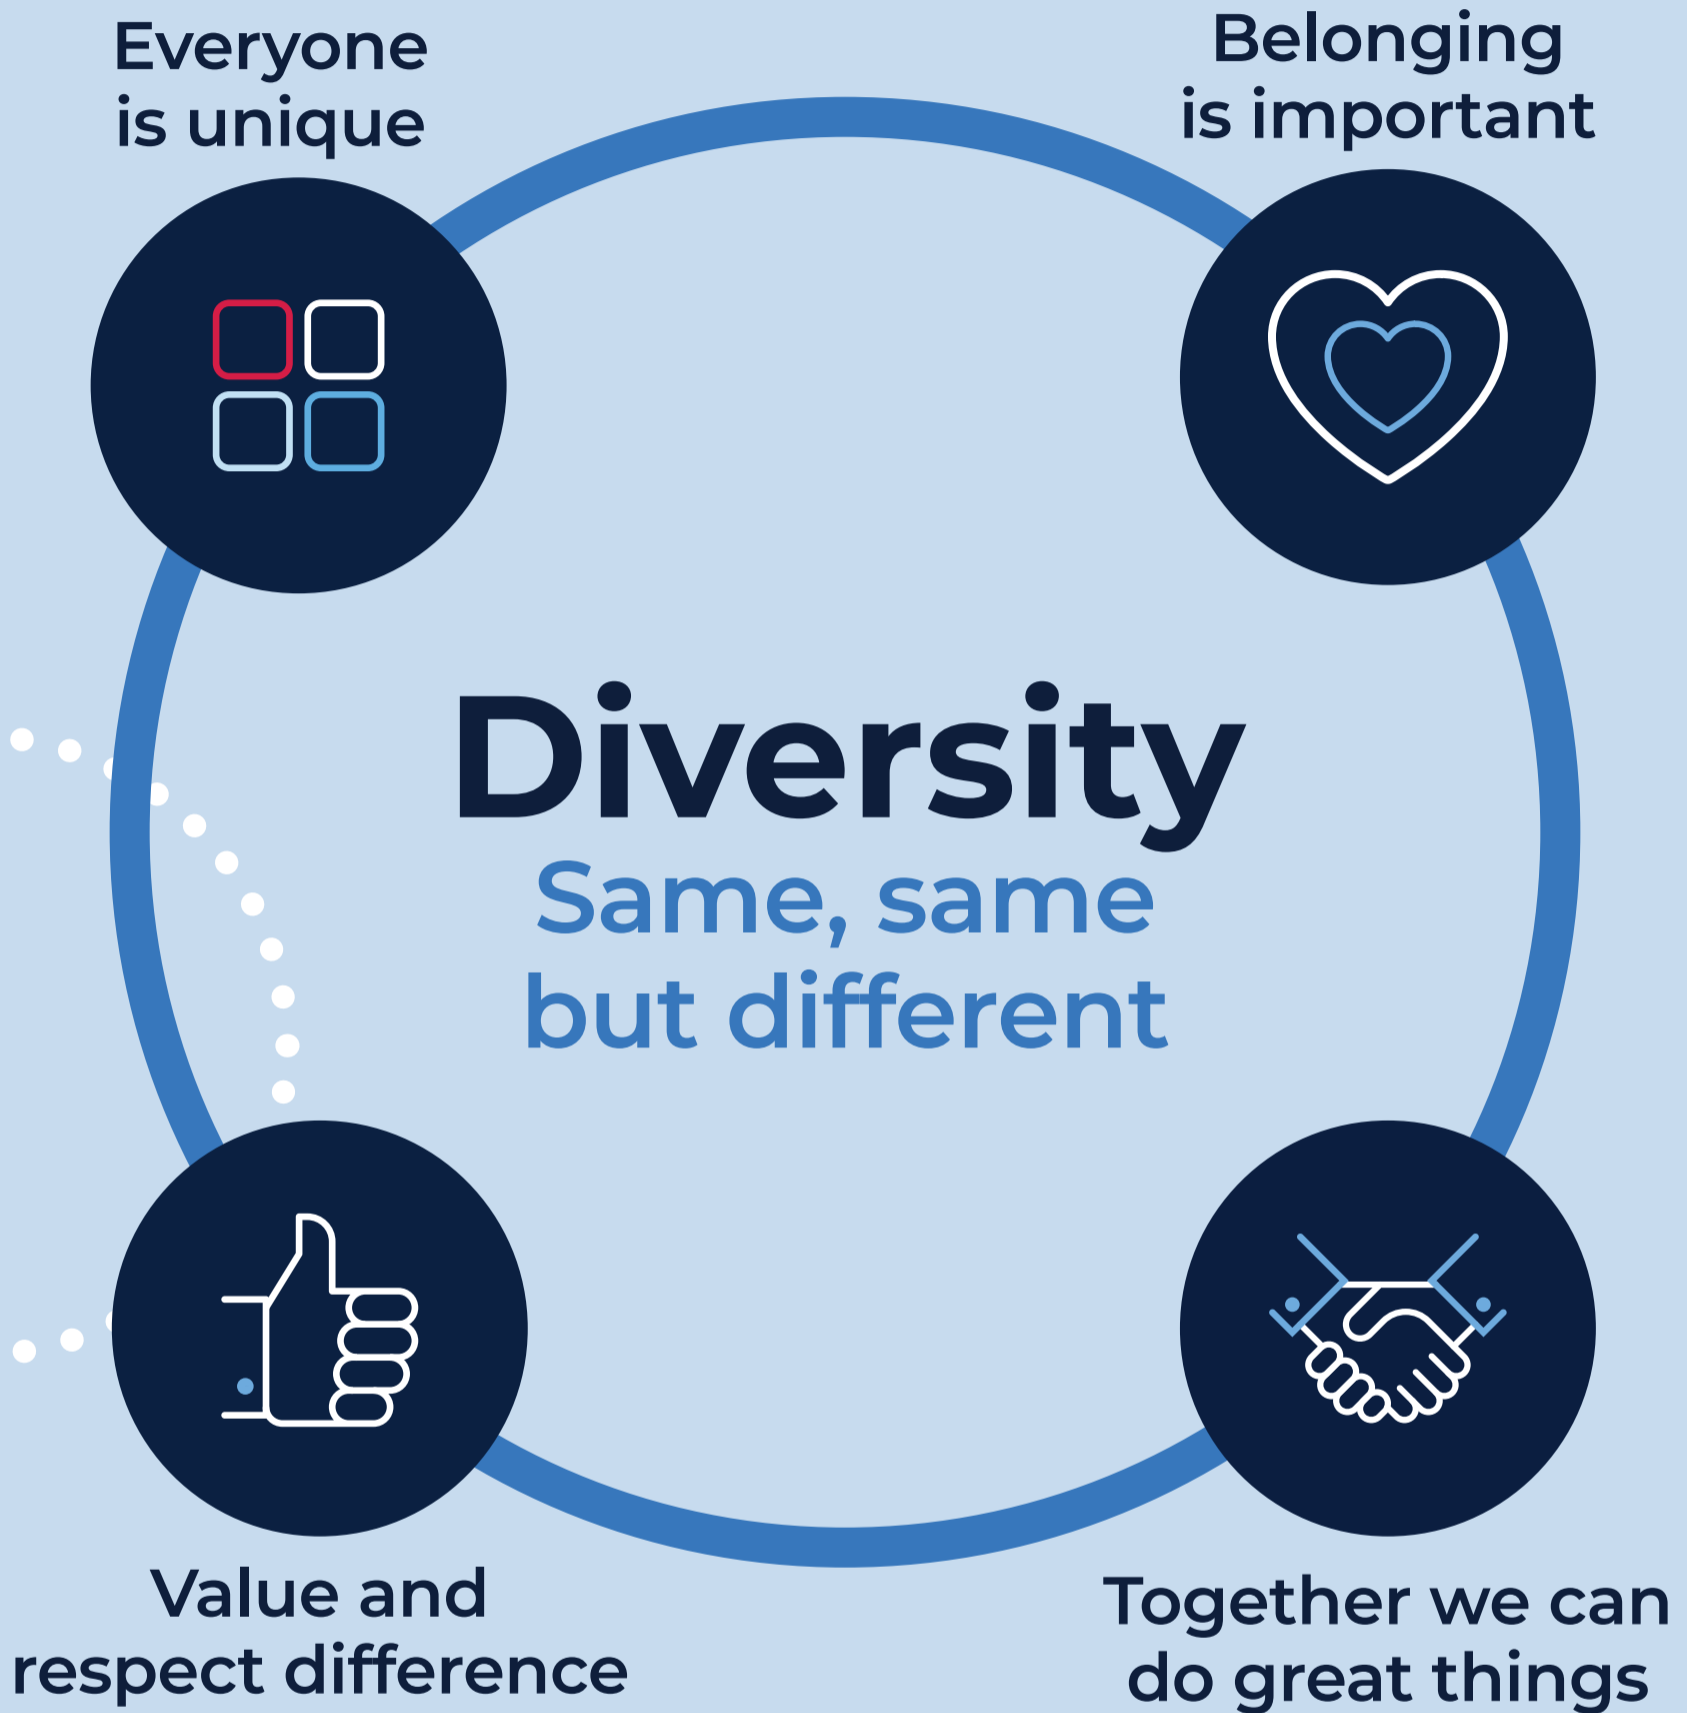 Everyone
is unique
Belonging
is important
Diversity
Same, same
but different
Value and
respect difference
Together we can
do great things